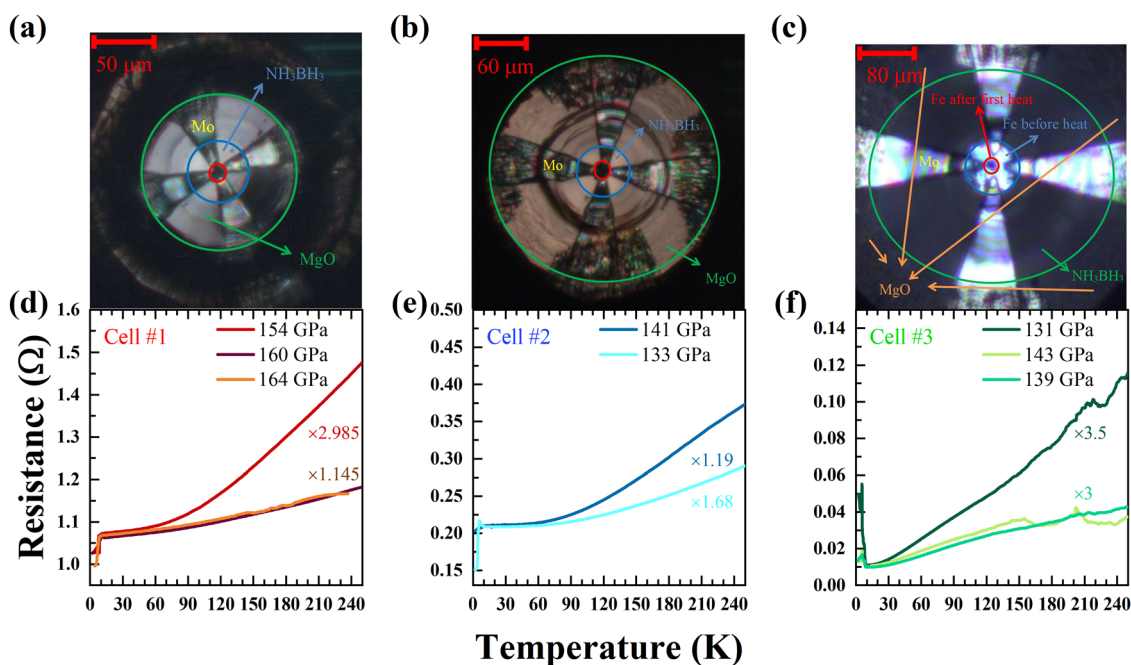 (a)
(b)
(c)
50 μm
NH₃BH₃
Mo
MgO
60 μm
NH₃BH₃
Mo
MgO
80 μm
Fe after first heat
Fe before heat
Mo
MgO
NH₃BH₃
(d)
(e)
(f)
Resistance (Ω)
1.6
1.5
1.4
1.3
1.2
1.1
1.0
Cell #1
154 GPa
160 GPa
164 GPa
×2.985
×1.145
0 30 60 90 120 150 180 210 240
0.50
0.45
0.40
0.35
0.30
0.25
0.20
0.15
Cell #2
141 GPa
133 GPa
×1.19
×1.68
0 30 60 90 120 150 180 210 240
0.14
0.12
0.10
0.08
0.06
0.04
0.02
0.00
Cell #3
131 GPa
143 GPa
139 GPa
×3.5
×3
0 30 60 90 120 150 180 210 240
Temperature (K)